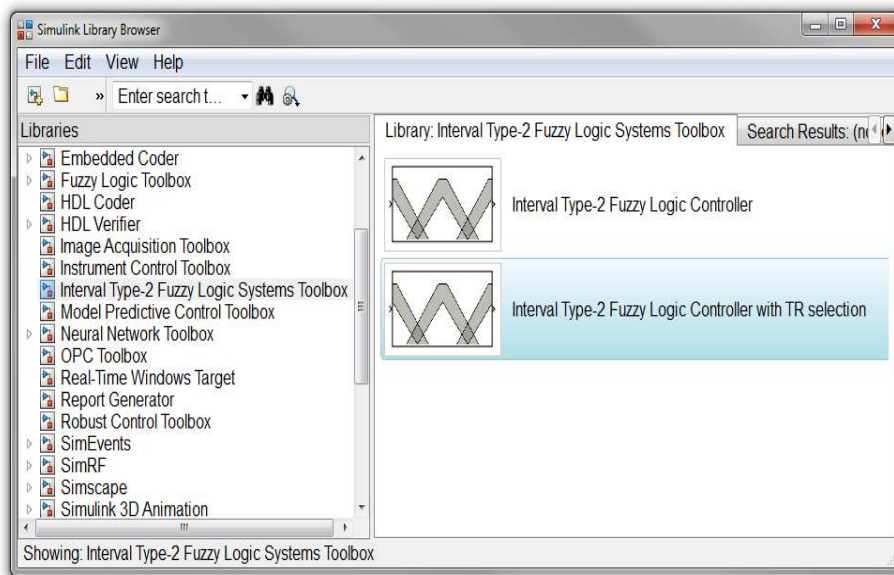 Simulink Library Browser
File Edit View Help
» Enter search t...
Libraries
Embedded Coder
Fuzzy Logic Toolbox
HDL Coder
HDL Verifier
Image Acquisition Toolbox
Instrument Control Toolbox
Interval Type-2 Fuzzy Logic Systems Toolbox
Model Predictive Control Toolbox
Neural Network Toolbox
OPC Toolbox
Real-Time Windows Target
Report Generator
Robust Control Toolbox
SimEvents
SimRF
Simscape
Simulink 3D Animation
Library: Interval Type-2 Fuzzy Logic Systems Toolbox Search Results: (no
Interval Type-2 Fuzzy Logic Controller
Interval Type-2 Fuzzy Logic Controller with TR selection
Showing: Interval Type-2 Fuzzy Logic Systems Toolbox